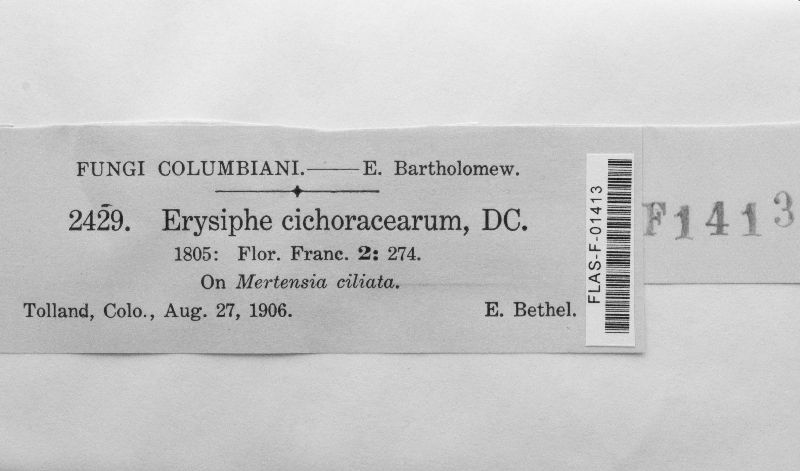 FUNGI COLUMBIANI.——E. Bartholomew.
2429. Erysiphe cichoracearum, DC.
1805: Flor. Franc. 2: 274.
On Mertensia ciliata.
Tolland, Colo., Aug. 27, 1906. E. Bethel.
FLAS-F-01413
F1413